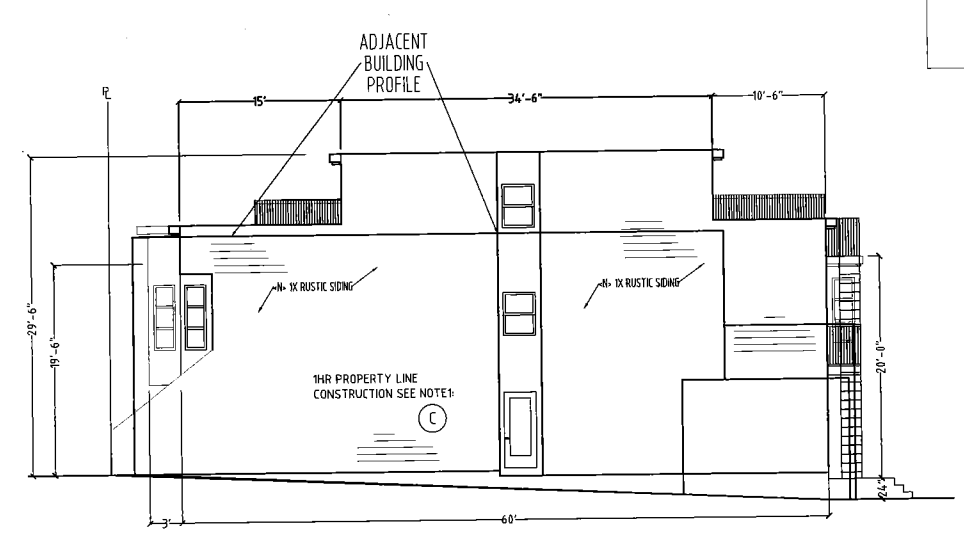 ADJACENT
BUILDING
PROFILE
PL
15'
34'-6"
10'-6"
29'-6"
19'-6"
<N> 1X RUSTIC SIDING
<N> 1X RUSTIC SIDING
1HR PROPERTY LINE
CONSTRUCTION SEE NOTE1:
C
20'-0"
24"
3'
60'